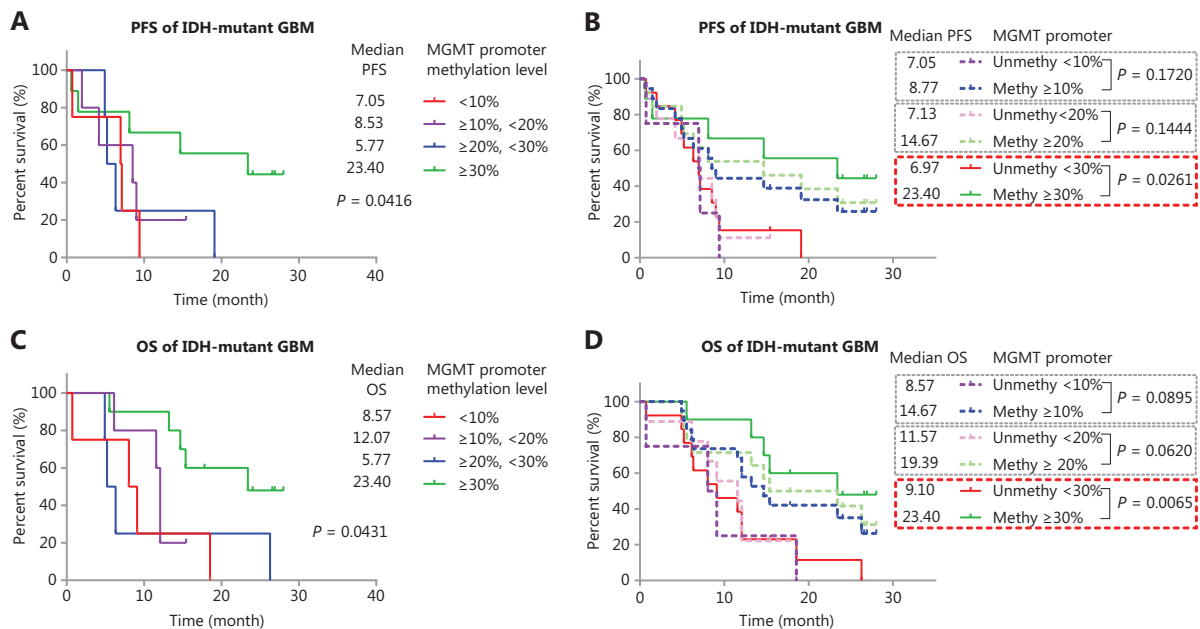 A
PFS of IDH-mutant GBM
Median PFS
MGMT promoter methylation level
7.05 <10%
8.53 ≥10%, <20%
5.77 ≥20%, <30%
23.40 ≥30%
P = 0.0416
Percent survival (%)
100
80
60
40
20
0
0 10 20 30 40
Time (month)
B
PFS of IDH-mutant GBM
Median PFS MGMT promoter
7.05 Unmethy <10%
8.77 Methy ≥10%
P = 0.1720
7.13 Unmethy<20%
14.67 Methy ≥20%
P = 0.1444
6.97 Unmethy <30%
23.40 Methy ≥30%
P = 0.0261
Percent survival (%)
100
80
60
40
20
0
0 10 20 30
Time (month)
C
OS of IDH-mutant GBM
Median OS
MGMT promoter methylation level
8.57 <10%
12.07 ≥10%, <20%
5.77 ≥20%, <30%
23.40 ≥30%
P = 0.0431
Percent survival (%)
100
80
60
40
20
0
0 10 20 30 40
Time (month)
D
OS of IDH-mutant GBM
Median OS MGMT promoter
8.57 Unmethy <10%
14.67 Methy ≥10%
P = 0.0895
11.57 Unmethy <20%
19.39 Methy ≥ 20%
P = 0.0620
9.10 Unmethy <30%
23.40 Methy ≥30%
P = 0.0065
Percent survival (%)
100
80
60
40
20
0
0 10 20 30
Time (month)